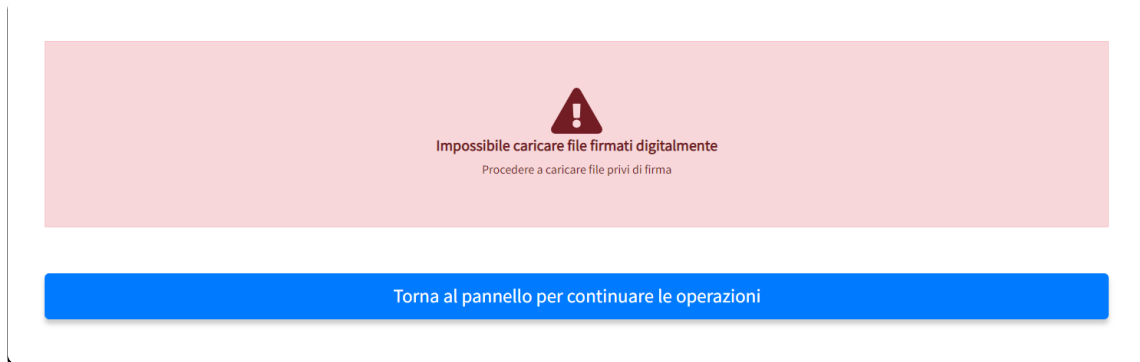 Impossibile caricare file firmati digitalmente
Procedere a caricare file privi di firma
Torna al pannello per continuare le operazioni